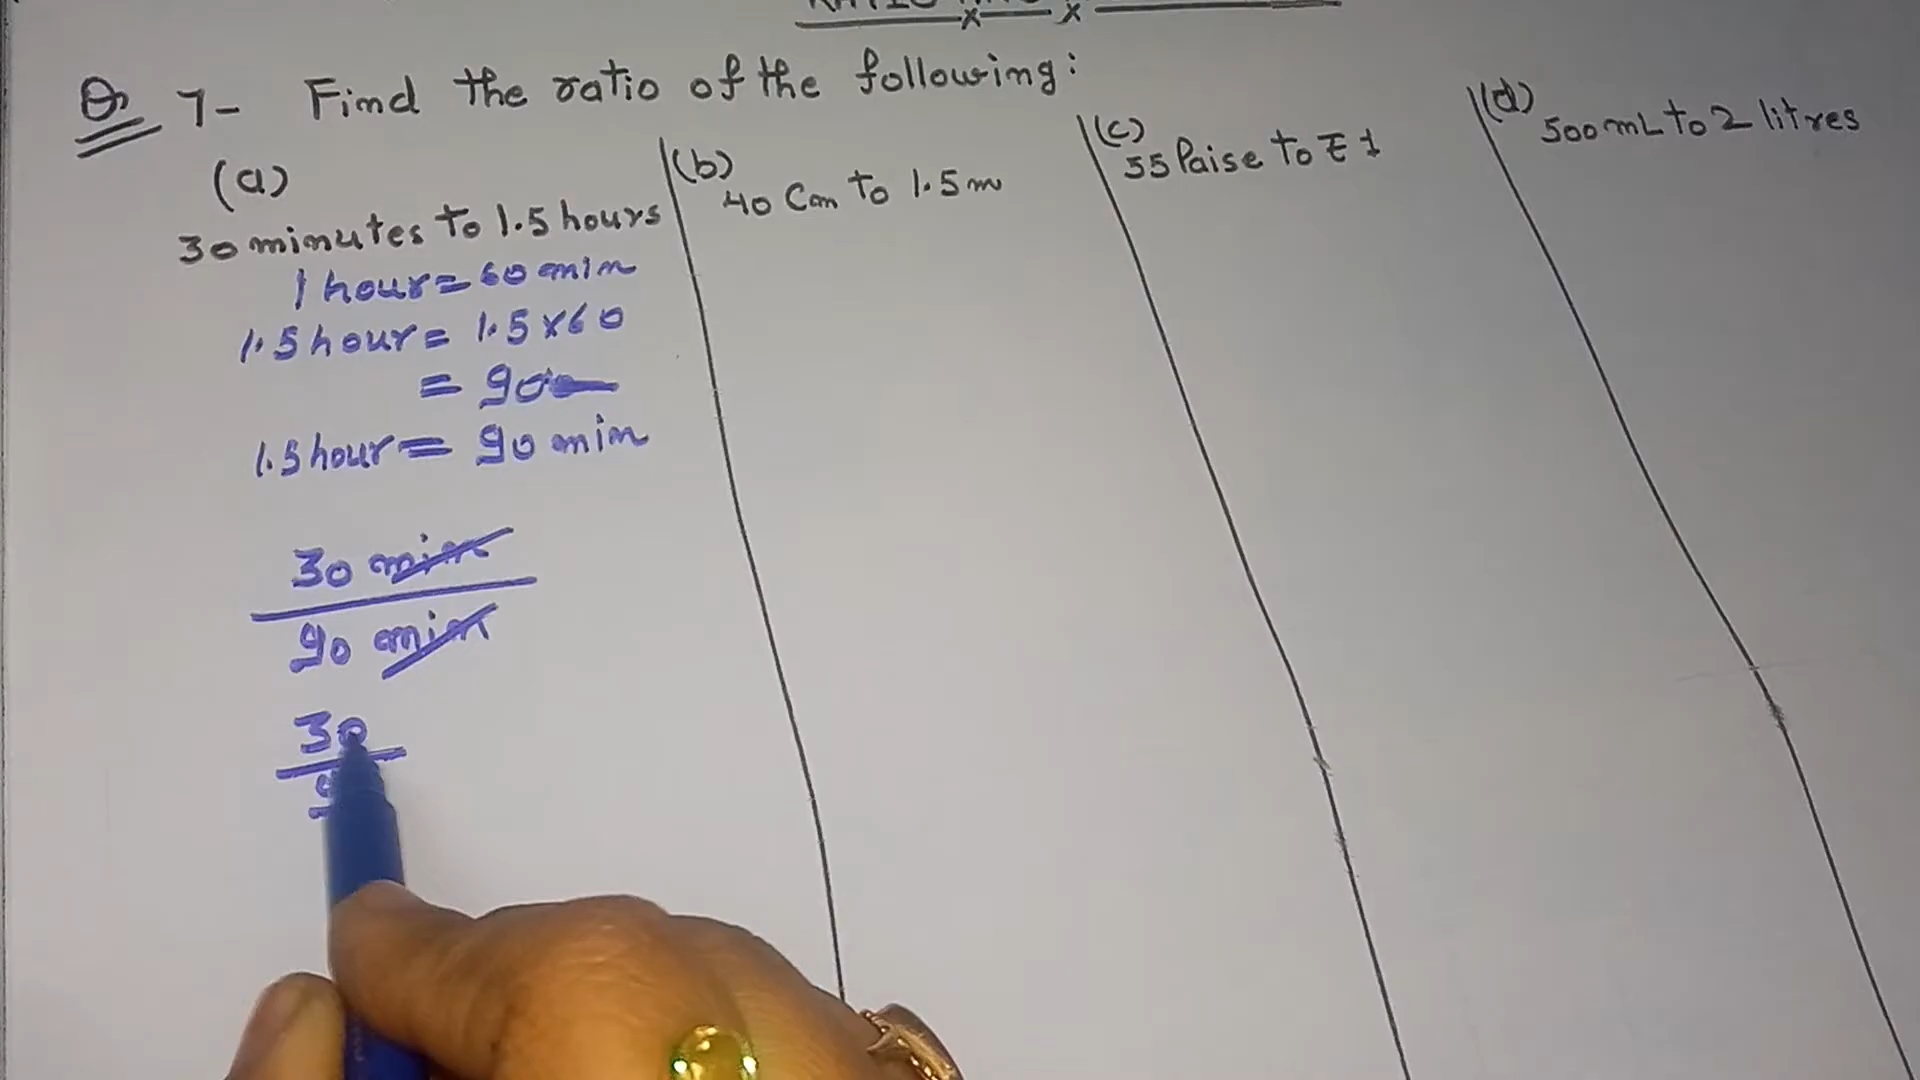 Q 7- Find the ratio of the following:
(a)
30 minutes to 1.5 hours
1 hour = 60 min
1.5 hour = 1.5 x 60
= 90
1.5 hour = 90 min
30 min
90 min
30
9
(b)
40 Cm to 1.5 m
(c)
55 Paise to ₹ 1
(d)
500 mL to 2 litres